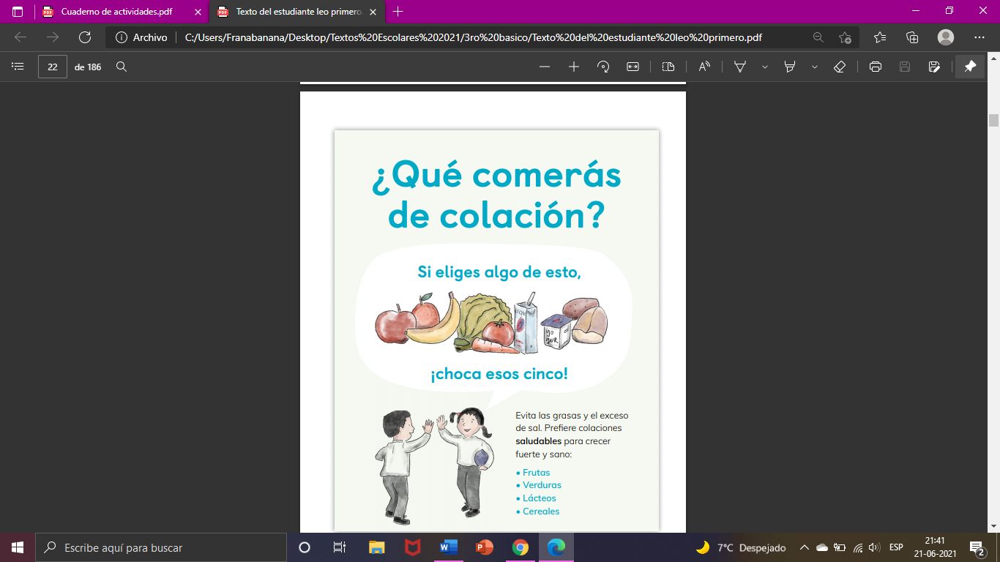 Cuaderno de actividades.pdf
Texto del estudiante leo primero.
Archivo
C:/Users/Franabanana/Desktop/Textos%20Escolares%202021/3ro%20basico/Texto%20del%20estudiante%20leo%20primero.pdf
22 de 186
¿Qué comerás
de colación?
Si eliges algo de esto,
yo
gur
¡choca esos cinco!
Evita las grasas y el exceso
de sal. Prefiere colaciones
saludables para crecer
fuerte y sano:
• Frutas
• Verduras
• Lácteos
• Cereales
Escribe aquí para buscar
7°C Despejado
ESP
21:41
21-06-2021
2